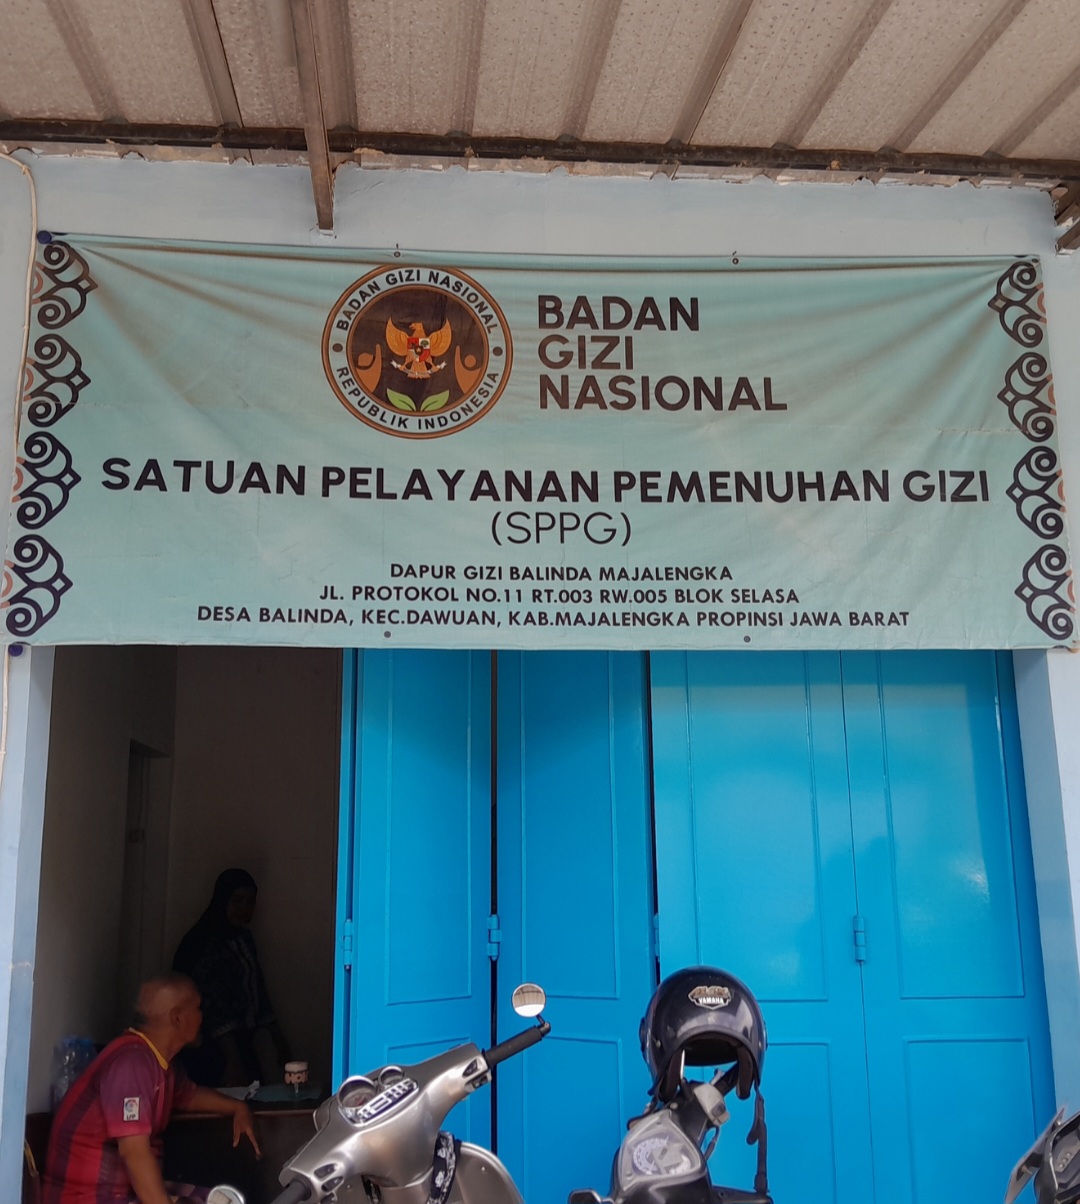 BADAN GIZI NASIONAL
REPUBLIK INDONESIA
BADAN
GIZI
NASIONAL
SATUAN PELAYANAN PEMENUHAN GIZI
(SPPG)
DAPUR GIZI BALINDA MAJALENGKA
JL. PROTOKOL NO.11 RT.003 RW.005 BLOK SELASA
DESA BALINDA, KEC.DAWUAN, KAB.MAJALENGKA PROPINSI JAWA BARAT
YAMAHA